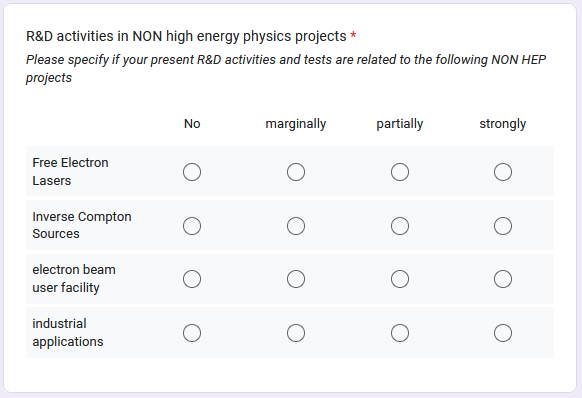 R&D activities in NON high energy physics projects *
Please specify if your present R&D activities and tests are related to the following NON HEP
projects
No marginally partially strongly
Free Electron
Lasers
Inverse Compton
Sources
electron beam
user facility
industrial
applications